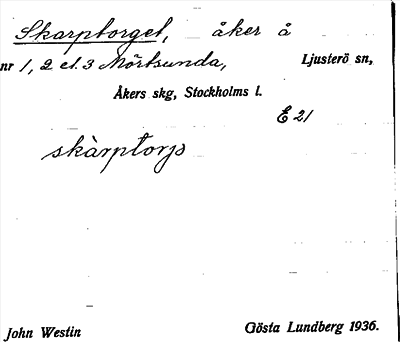 Skarptorget, åker å
nr 1, 2 et. 3 Mörtsunda, Ljusterö sn,
Åkers skg, Stockholms l.
E 21
skàrptorjə
John Westin Gösta Lundberg 1936.